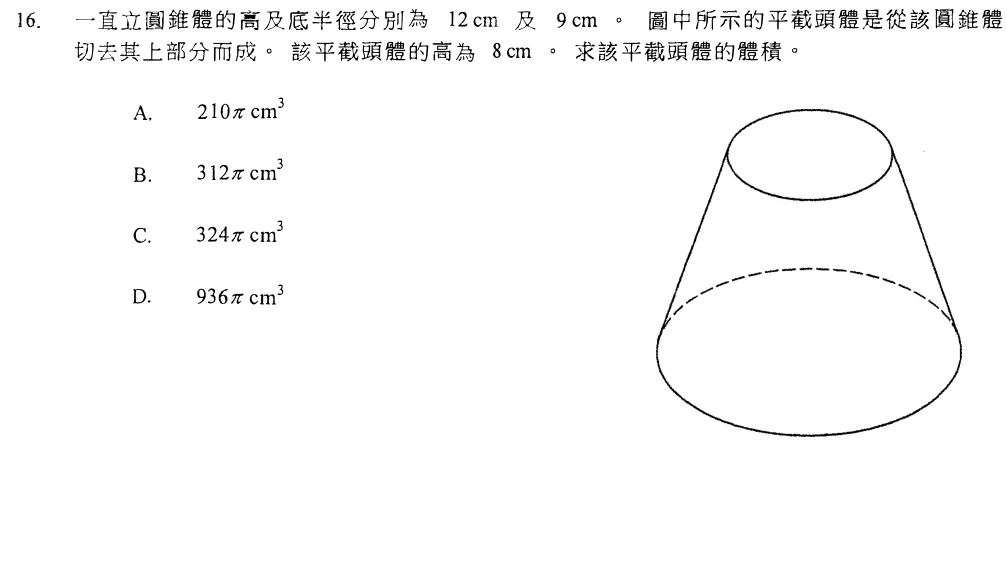 16. 一直立圓錐體的高及底半徑分別為 12 cm 及 9 cm 。 圖中所示的平截頭體是從該圓錐體
切去其上部分而成。 該平截頭體的高為 8 cm 。 求該平截頭體的體積。
A. 210π cm³
B. 312π cm³
C. 324π cm³
D. 936π cm³